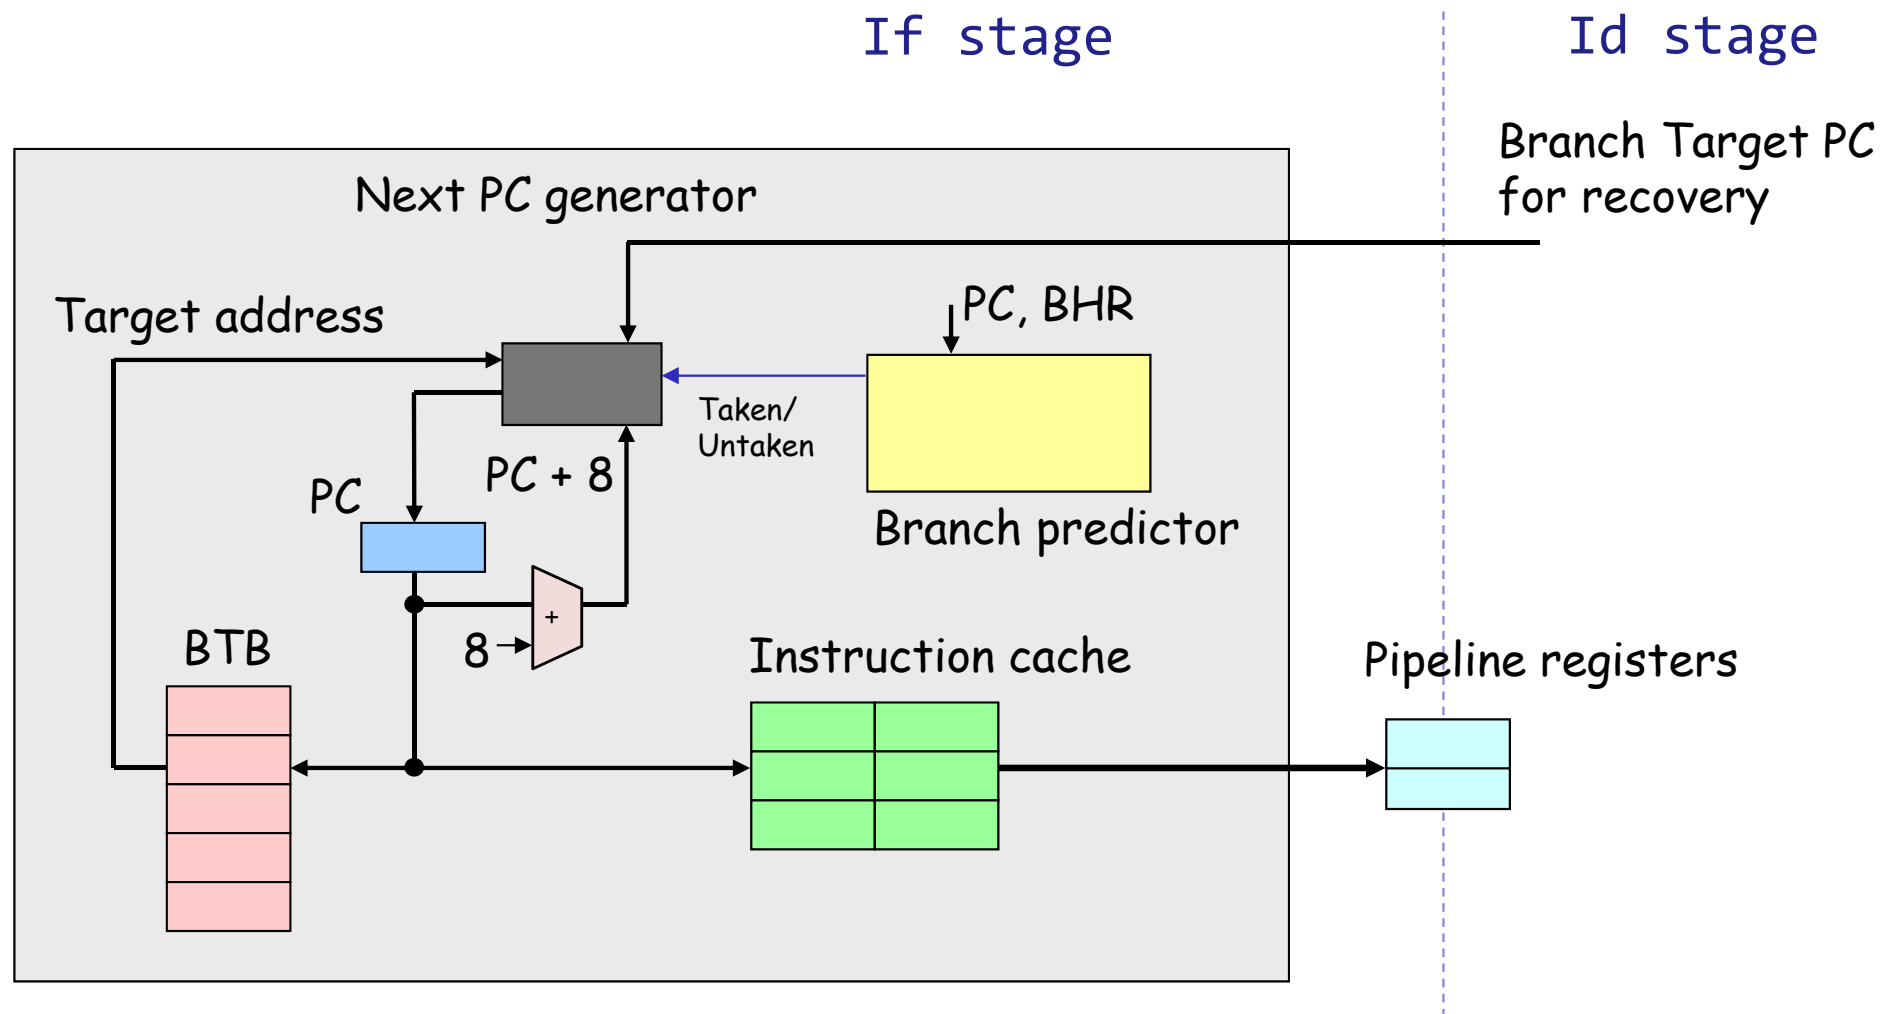 If stage
Id stage
Branch Target PC
for recovery
Next PC generator
Target address
PC, BHR
Taken/
Untaken
PC + 8
PC
Branch predictor
+
8
BTB
Instruction cache
Pipeline registers